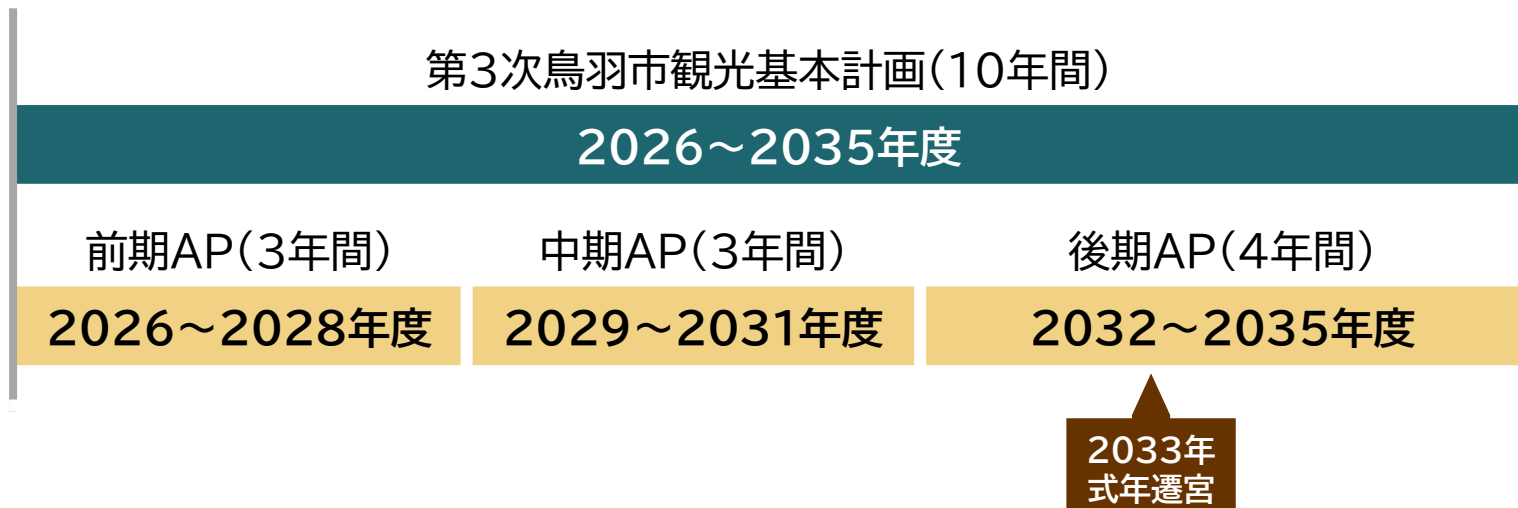 第3次鳥羽市観光基本計画(10年間)
2026～2035年度
前期AP(3年間)
中期AP(3年間)
後期AP(4年間)
2026～2028年度
2029～2031年度
2032～2035年度
2033年
式年遷宮